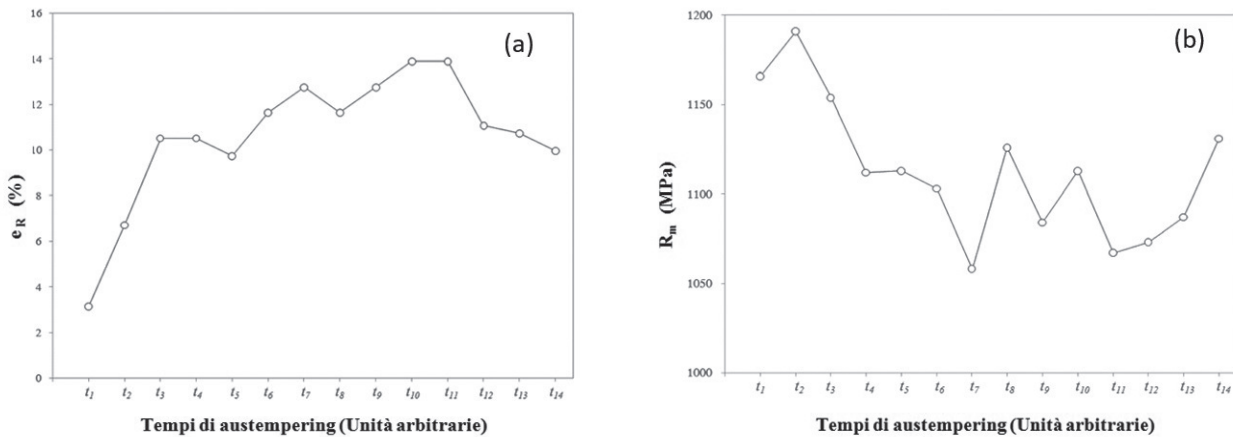 16
14
12
10
8
6
4
2
0
e R (%)
(a)
t1 t2 t3 t4 t5 t6 t7 t8 t9 t10 t11 t12 t13 t14
Tempi di austempering (Unità arbitrarie)
1200
1150
1100
1050
1000
Rm (MPa)
(b)
t1 t2 t3 t4 t5 t6 t7 t8 t9 t10 t11 t12 t13 t14
Tempi di austempering (Unità arbitrarie)